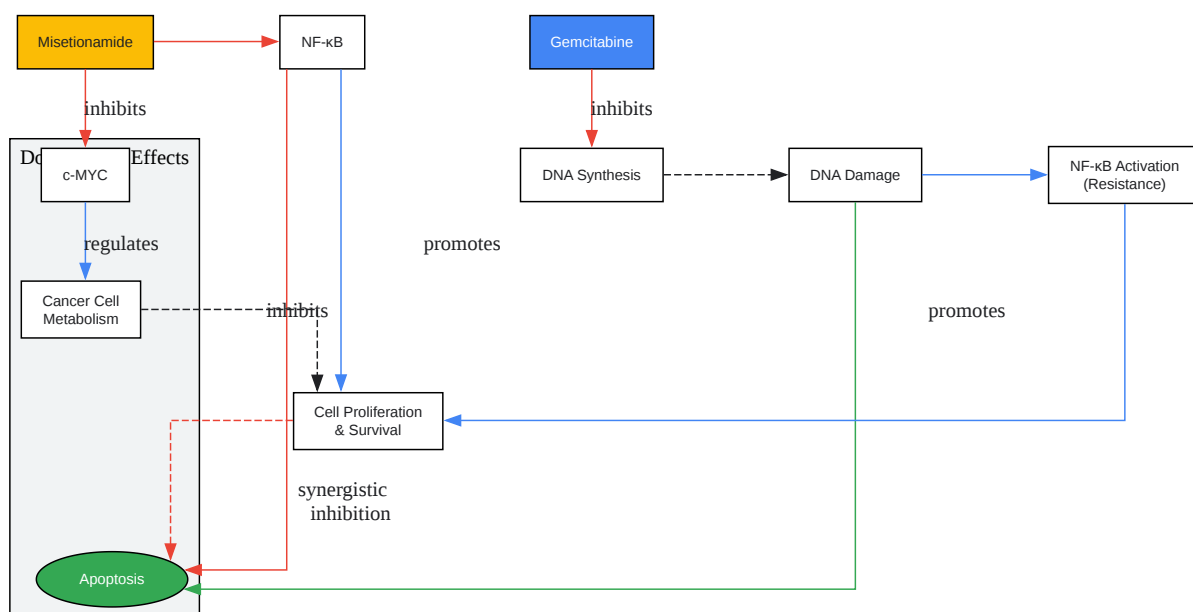 Misetionamide
NF-κB
Gemcitabine
inhibits
inhibits
Effects
c-MYC
DNA Synthesis
DNA Damage
NF-κB Activation
(Resistance)
regulates
promotes
Cancer Cell
Metabolism
inhibits
promotes
Cell Proliferation
& Survival
synergistic
inhibition
Apoptosis